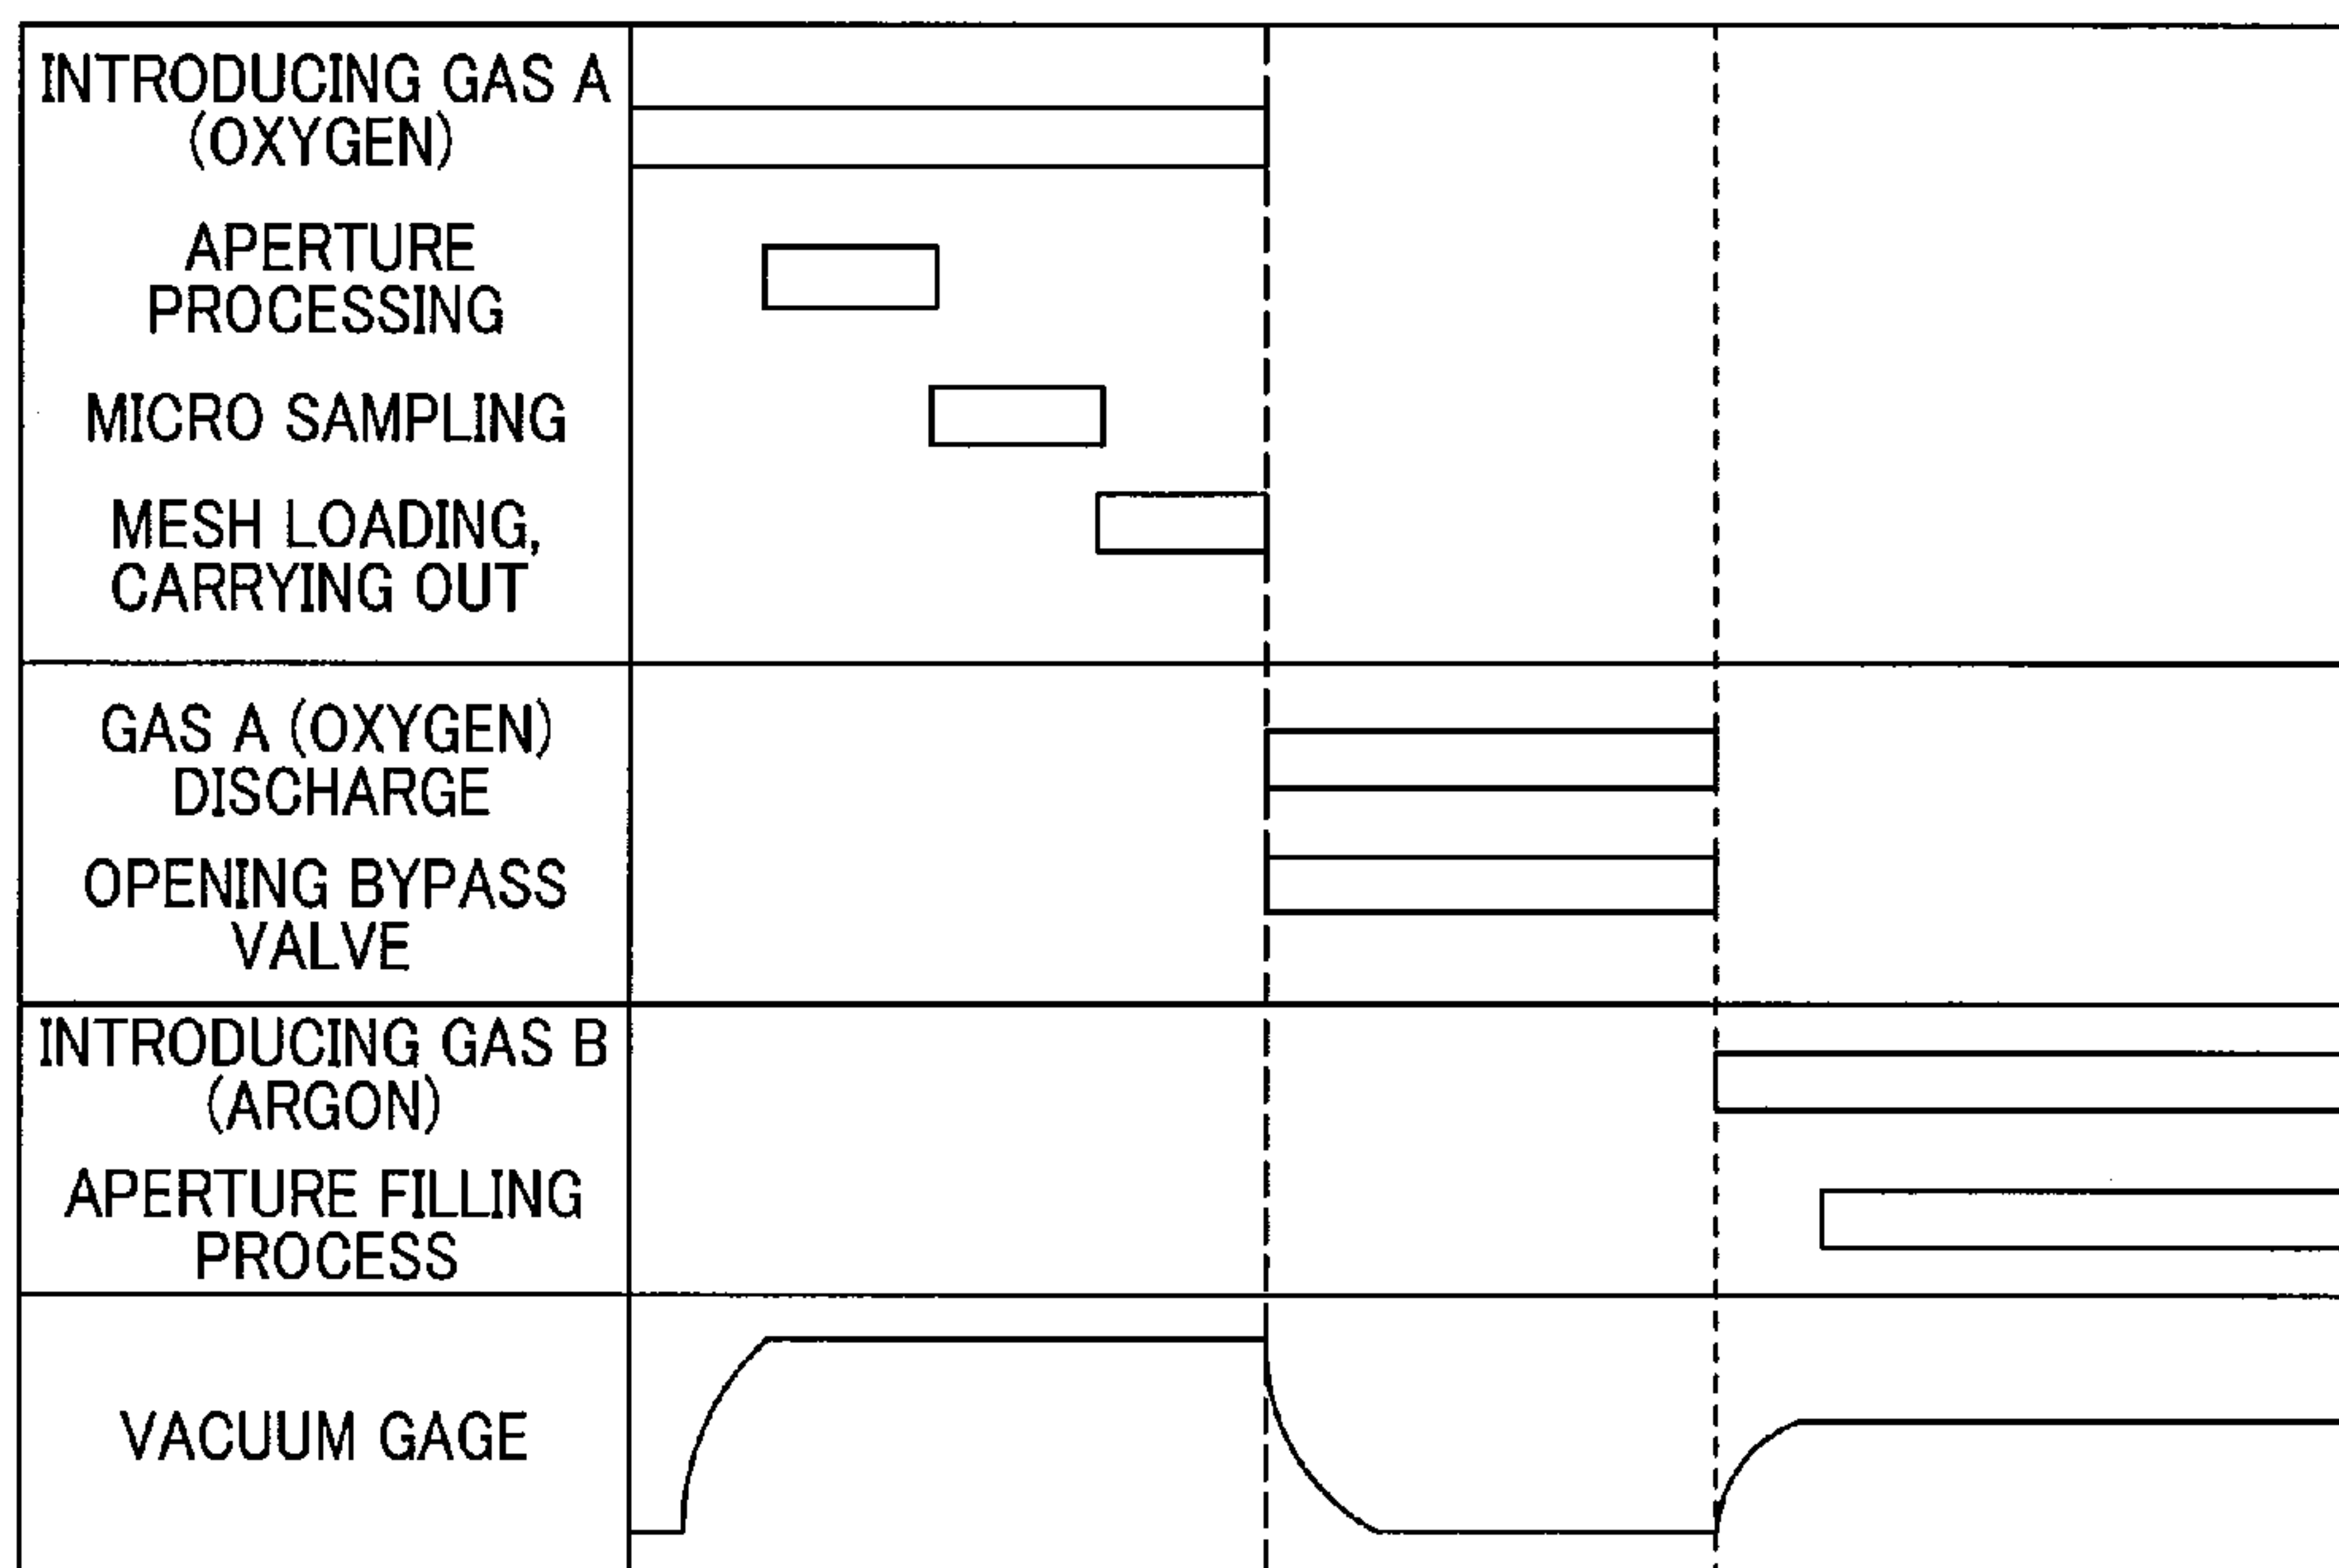 INTRODUCING GAS A
(OXYGEN)
APERTURE
PROCESSING
MICRO SAMPLING
MESH LOADING,
CARRYING OUT
GAS A (OXYGEN)
DISCHARGE
OPENING BYPASS
VALVE
INTRODUCING GAS B
(ARGON)
APERTURE FILLING
PROCESS
VACUUM GAGE